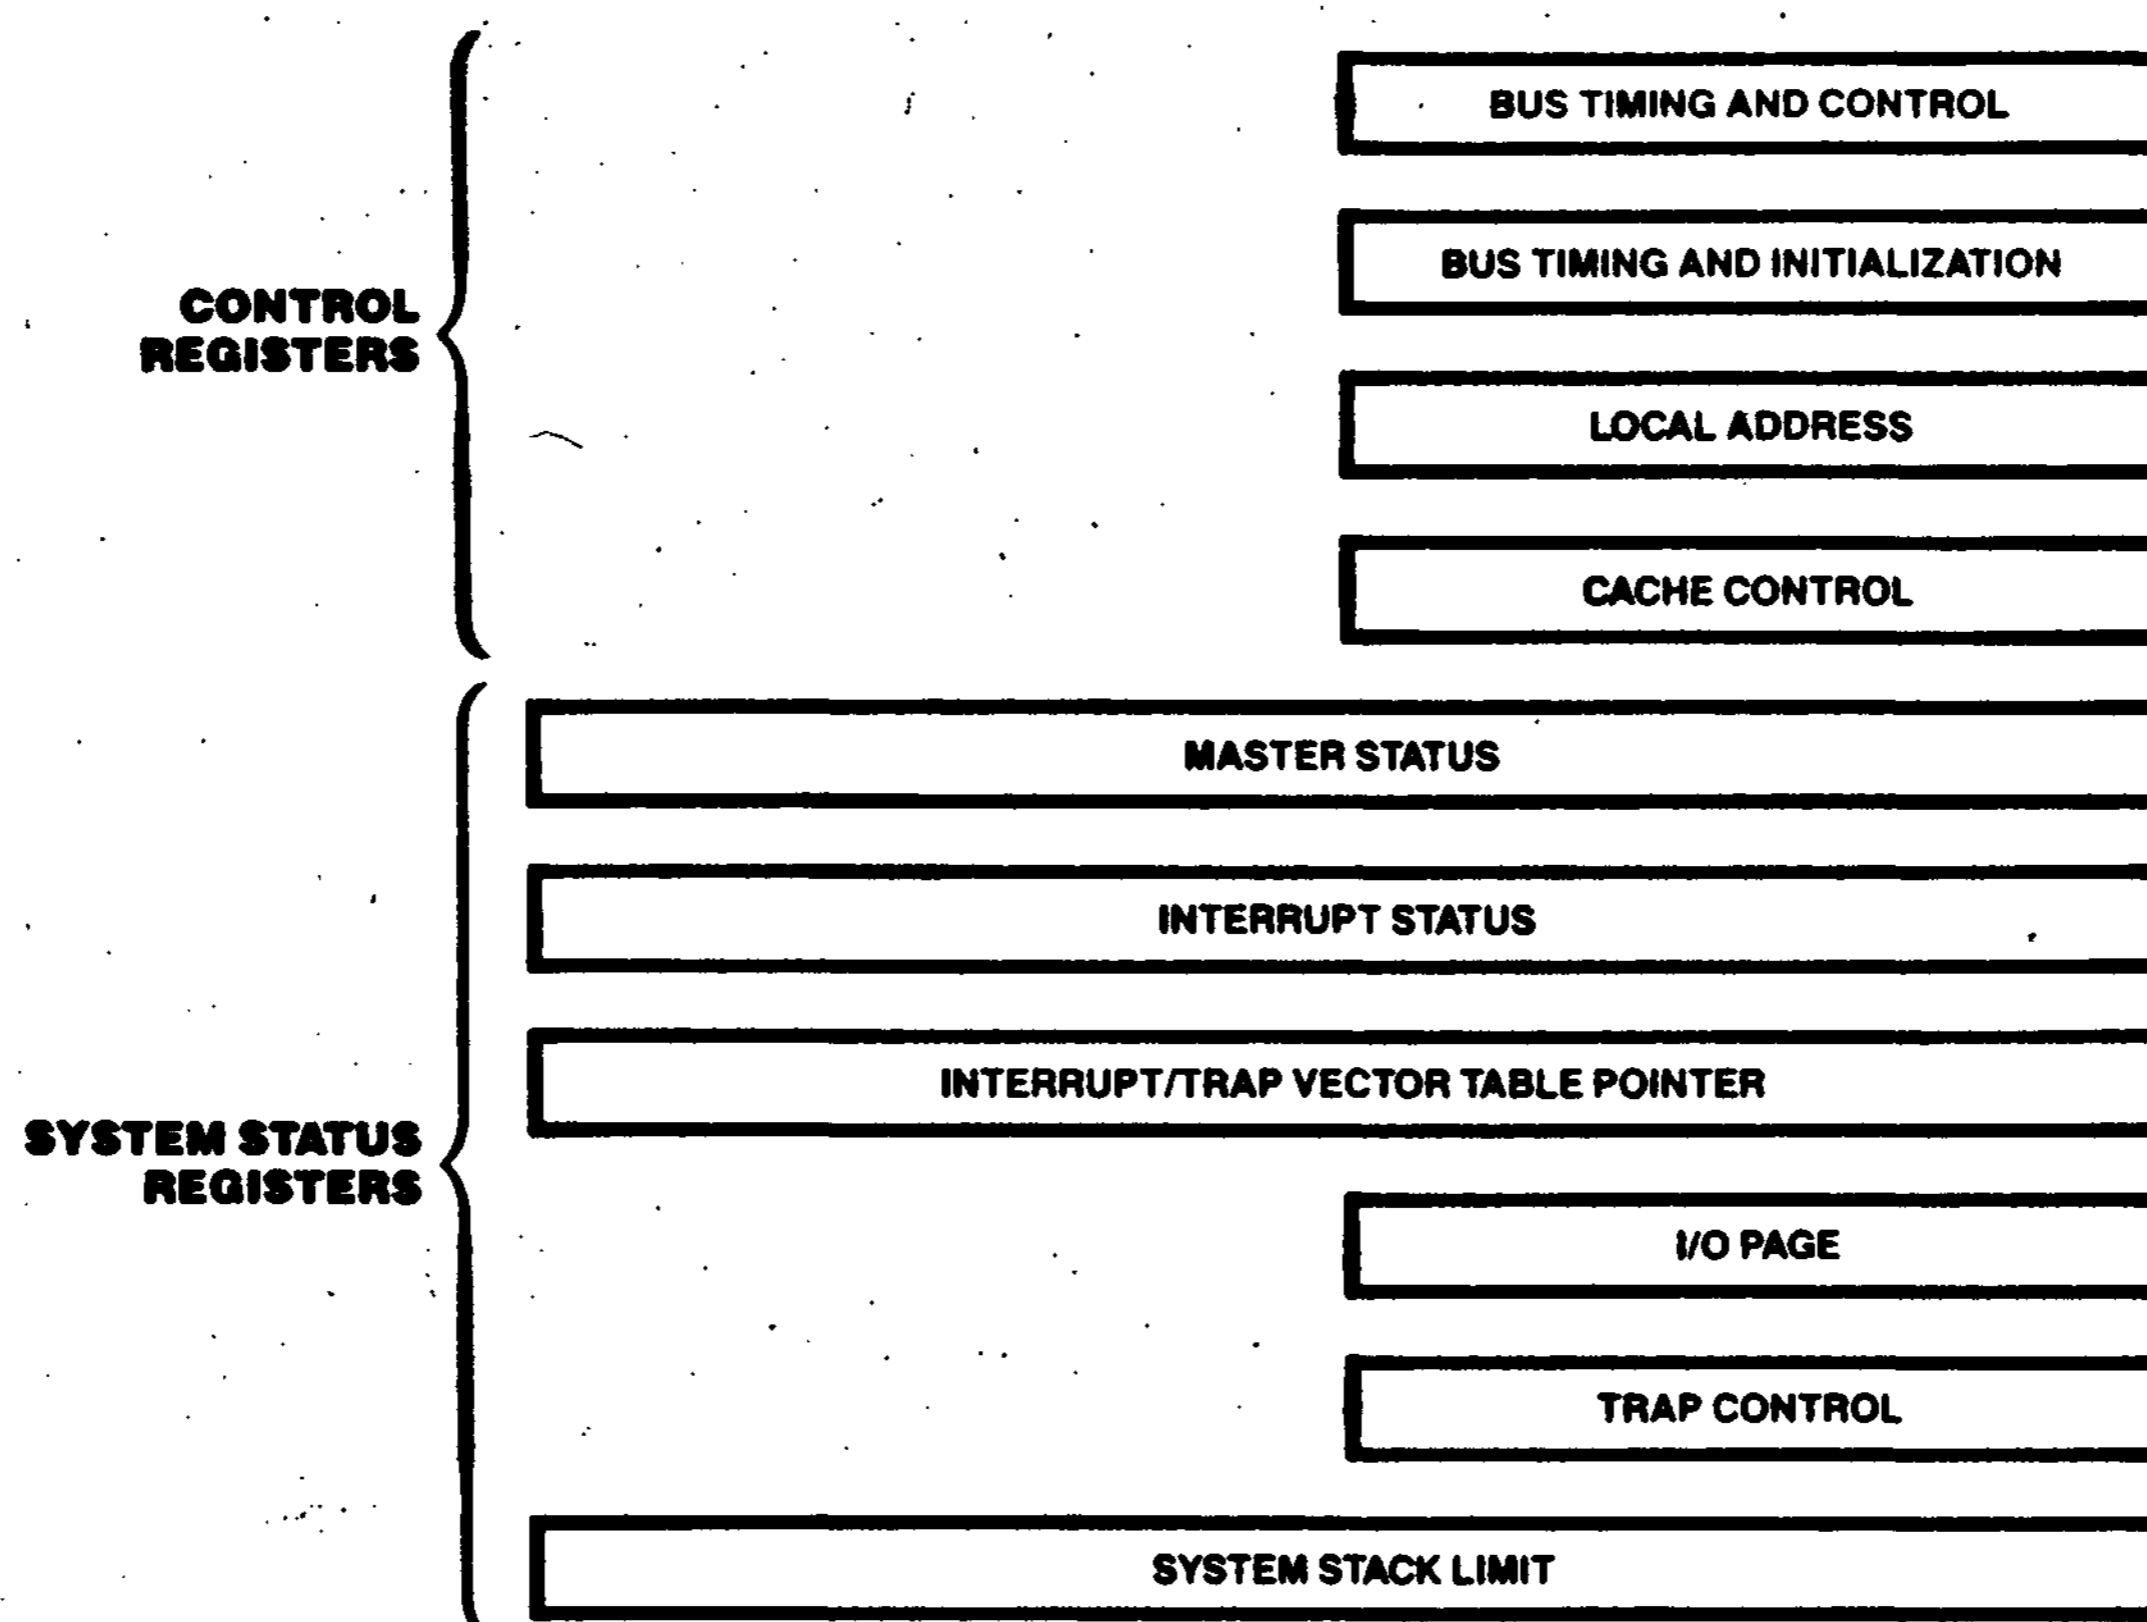 BUS TIMING AND CONTROL
BUS TIMING AND INITIALIZATION
CONTROL
REGISTERS
LOCAL ADDRESS
CACHE CONTROL
MASTER STATUS
INTERRUPT STATUS
INTERRUPT/TRAP VECTOR TABLE POINTER
SYSTEM STATUS
REGISTERS
I/O PAGE
TRAP CONTROL
SYSTEM STACK LIMIT